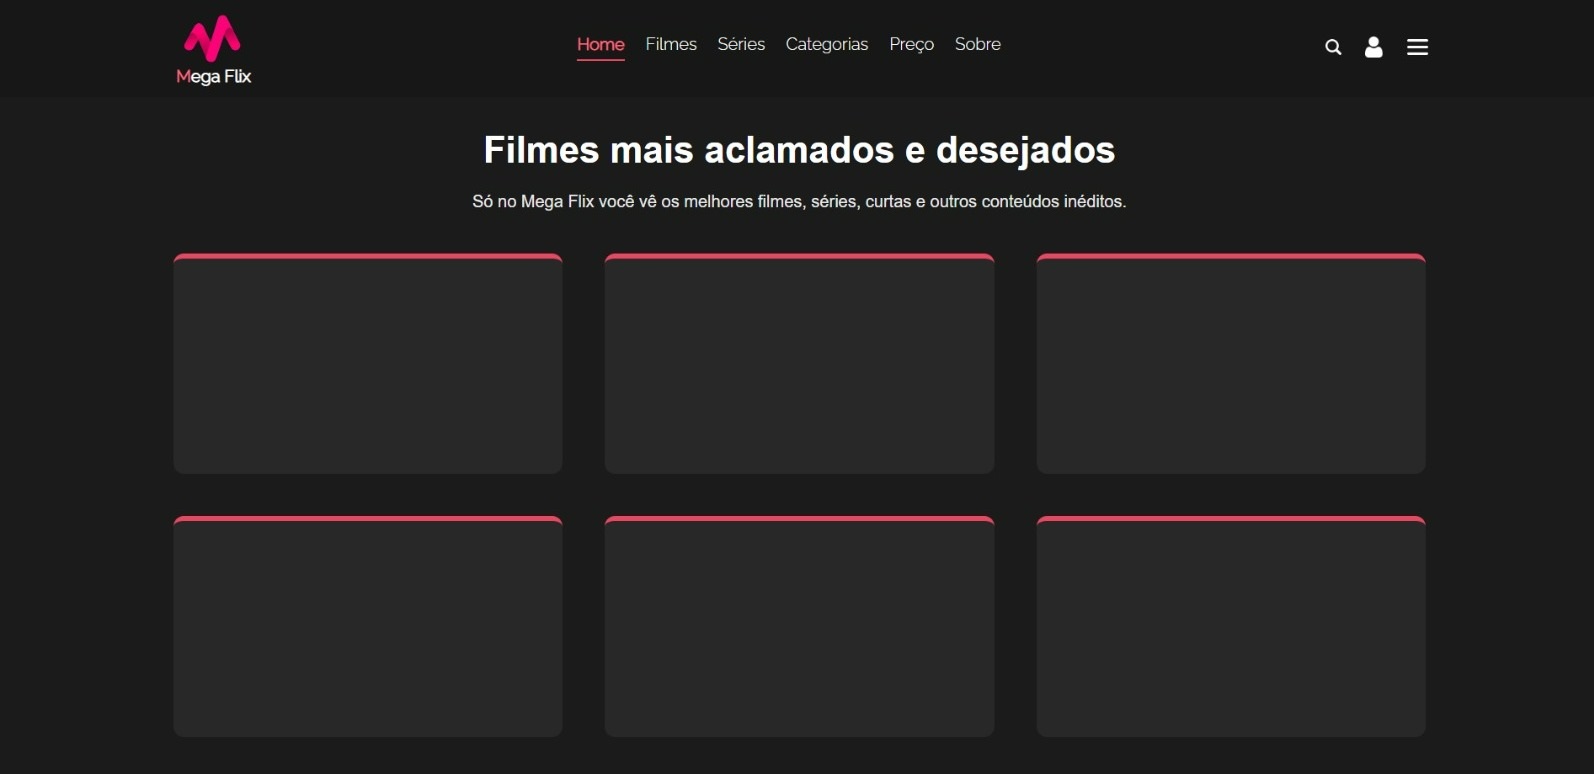 Mega Flix
Home Filmes Séries Categorias Preço Sobre
Filmes mais aclamados e desejados
Só no Mega Flix você vê os melhores filmes, séries, curtas e outros conteúdos inéditos.